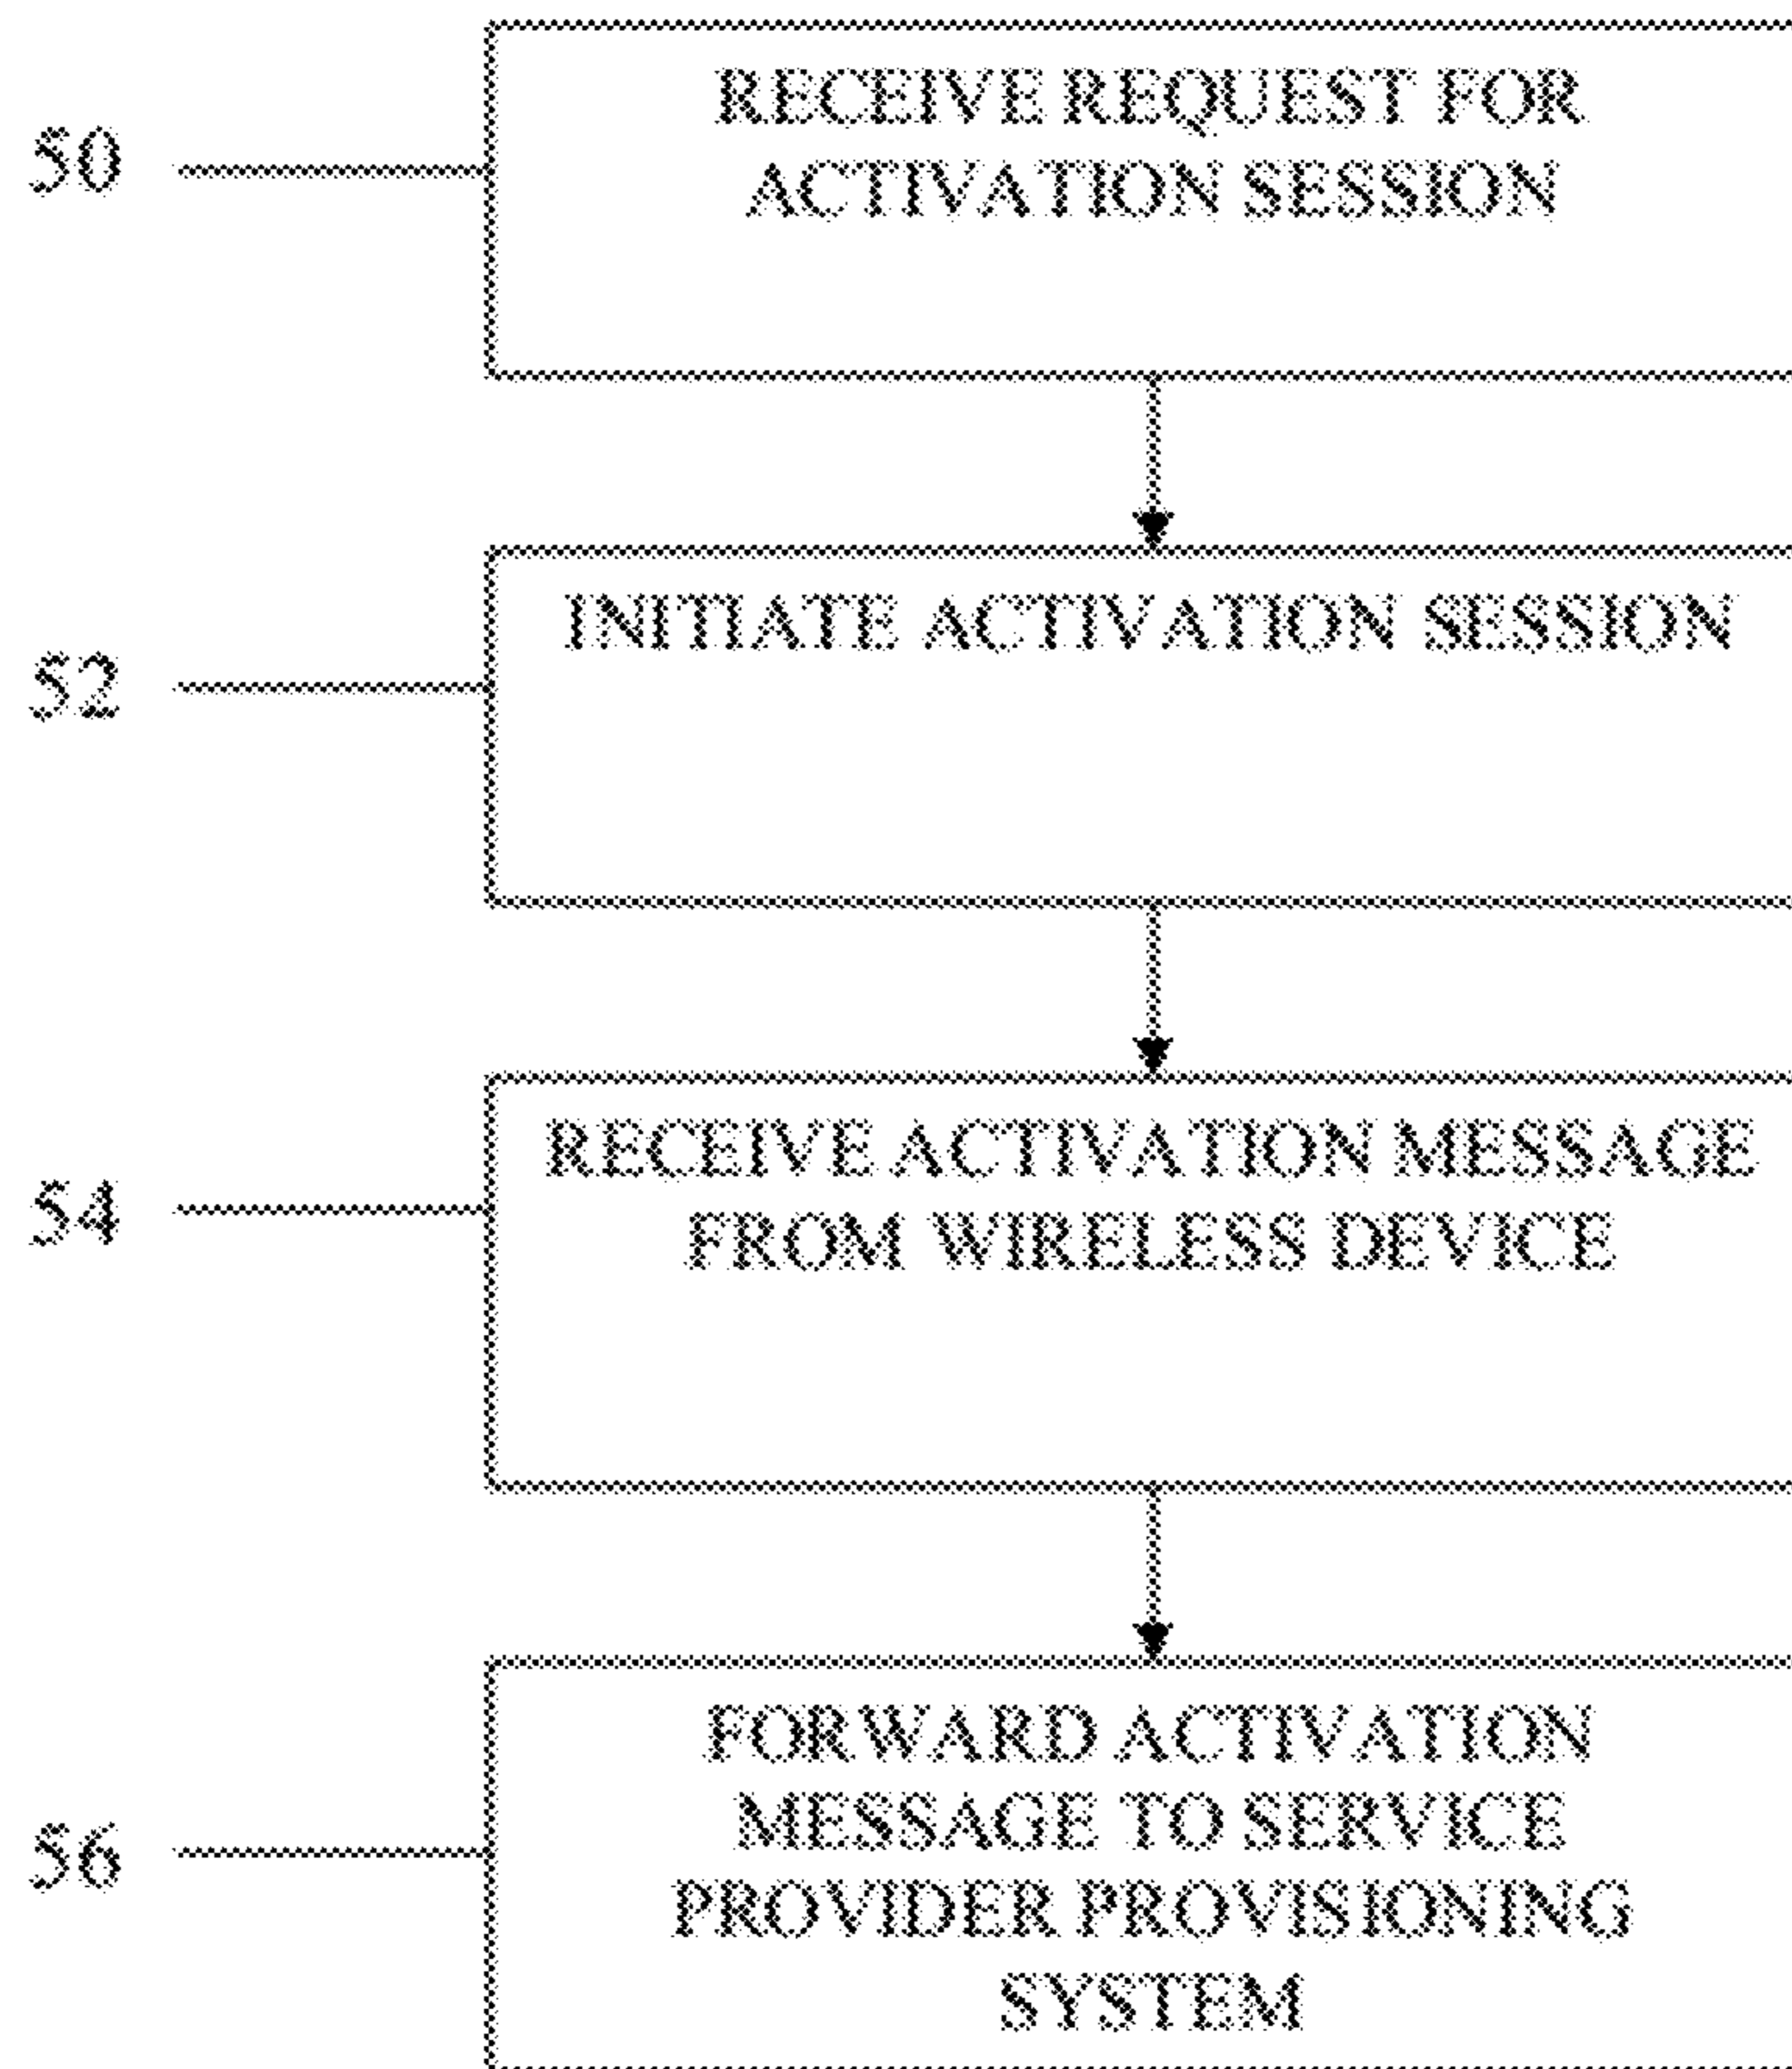 50
RECEIVE REQUEST FOR
ACTIVATION SESSION
52
INITIATE ACTIVATION SESSION
54
RECEIVE ACTIVATION MESSAGE
FROM WIRELESS DEVICE
56
FORWARD ACTIVATION
MESSAGE TO SERVICE
PROVIDER PROVISIONING
SYSTEM